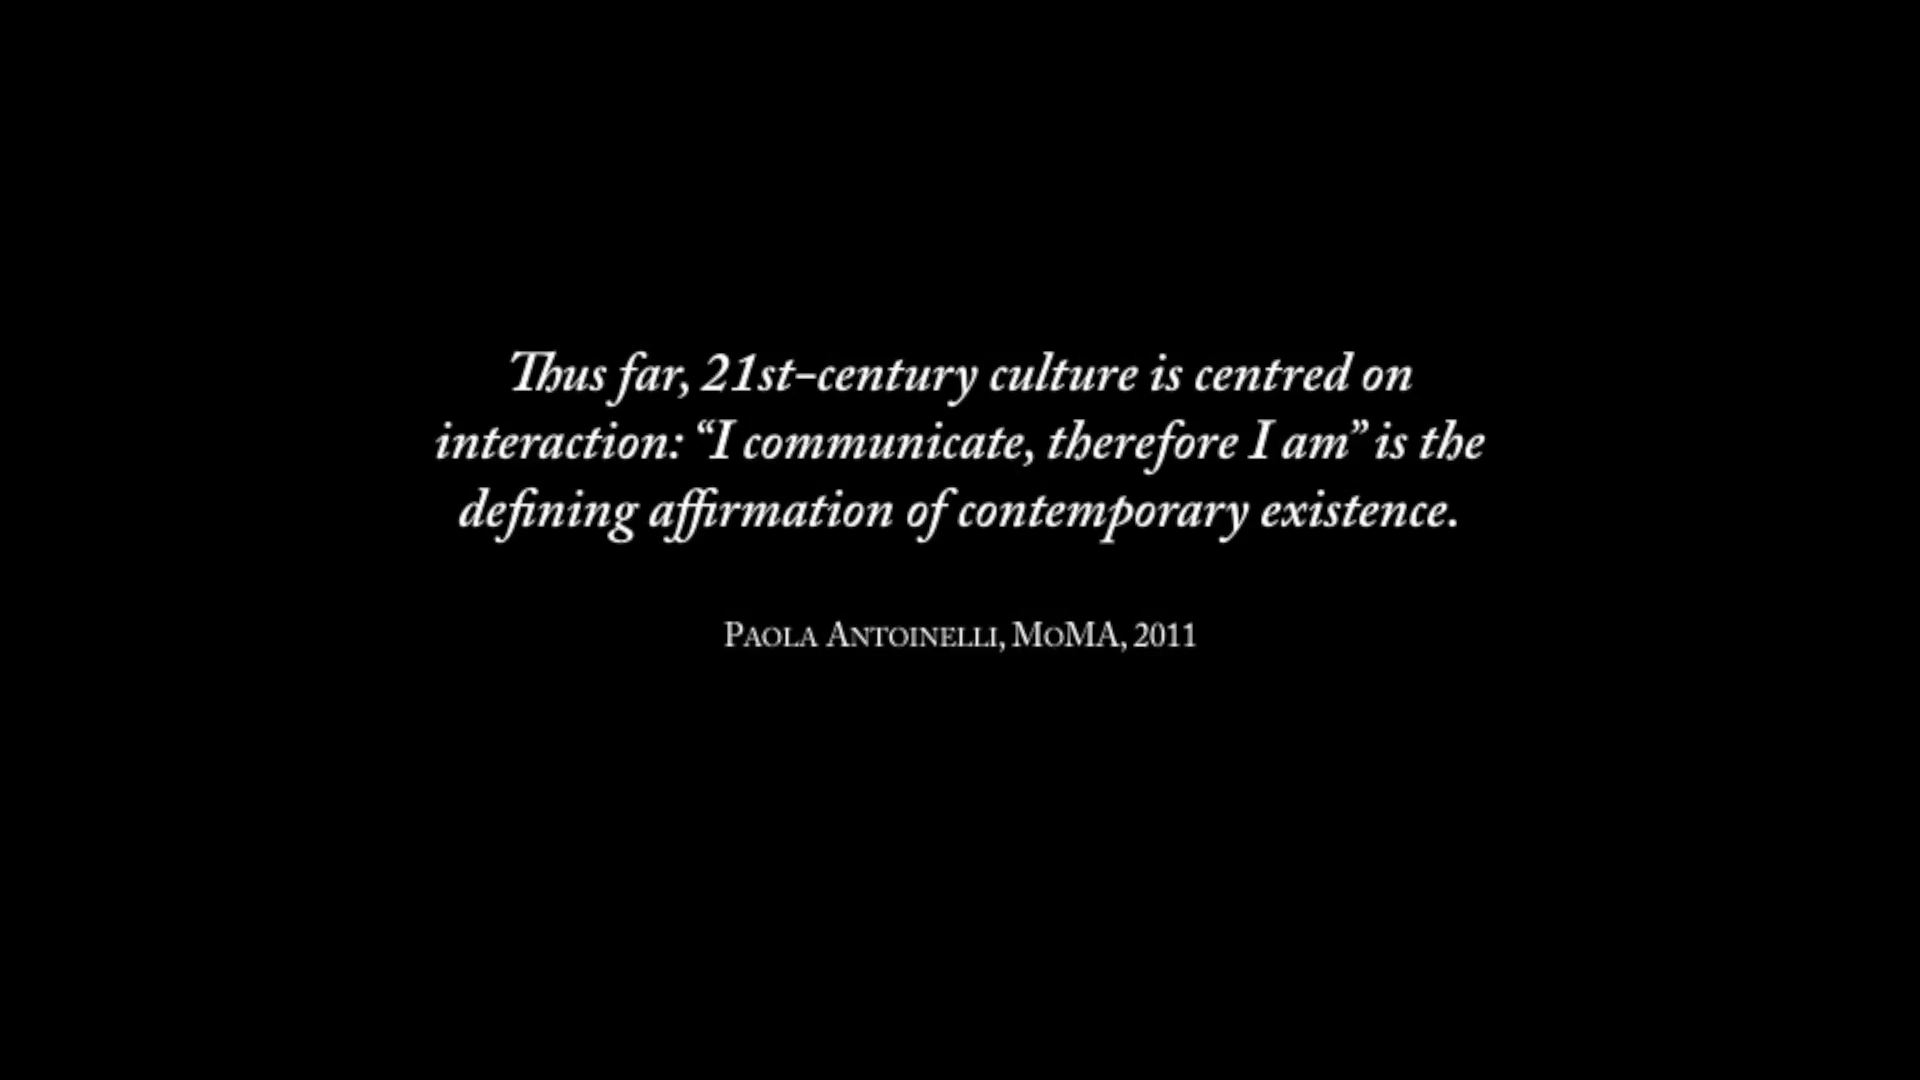 Thus far, 21st-century culture is centred on
interaction: “I communicate, therefore I am” is the
defining affirmation of contemporary existence.
Paola Antoinelli, MoMA, 2011